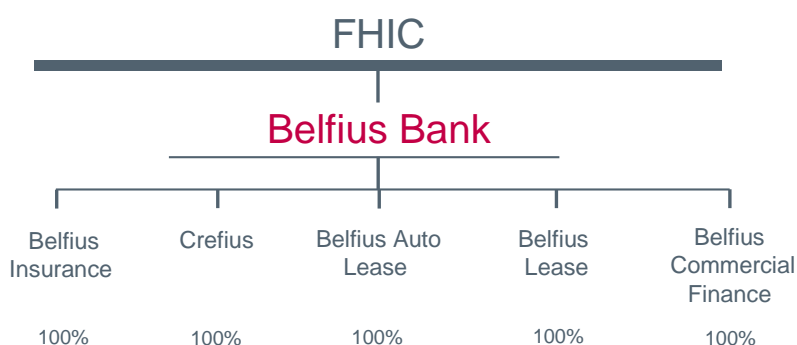 FHIC
Belfius Bank
Belfius
Insurance
Crefius
Belfius Auto
Lease
Belfius
Lease
Belfius
Commercial
Finance
100%
100%
100%
100%
100%